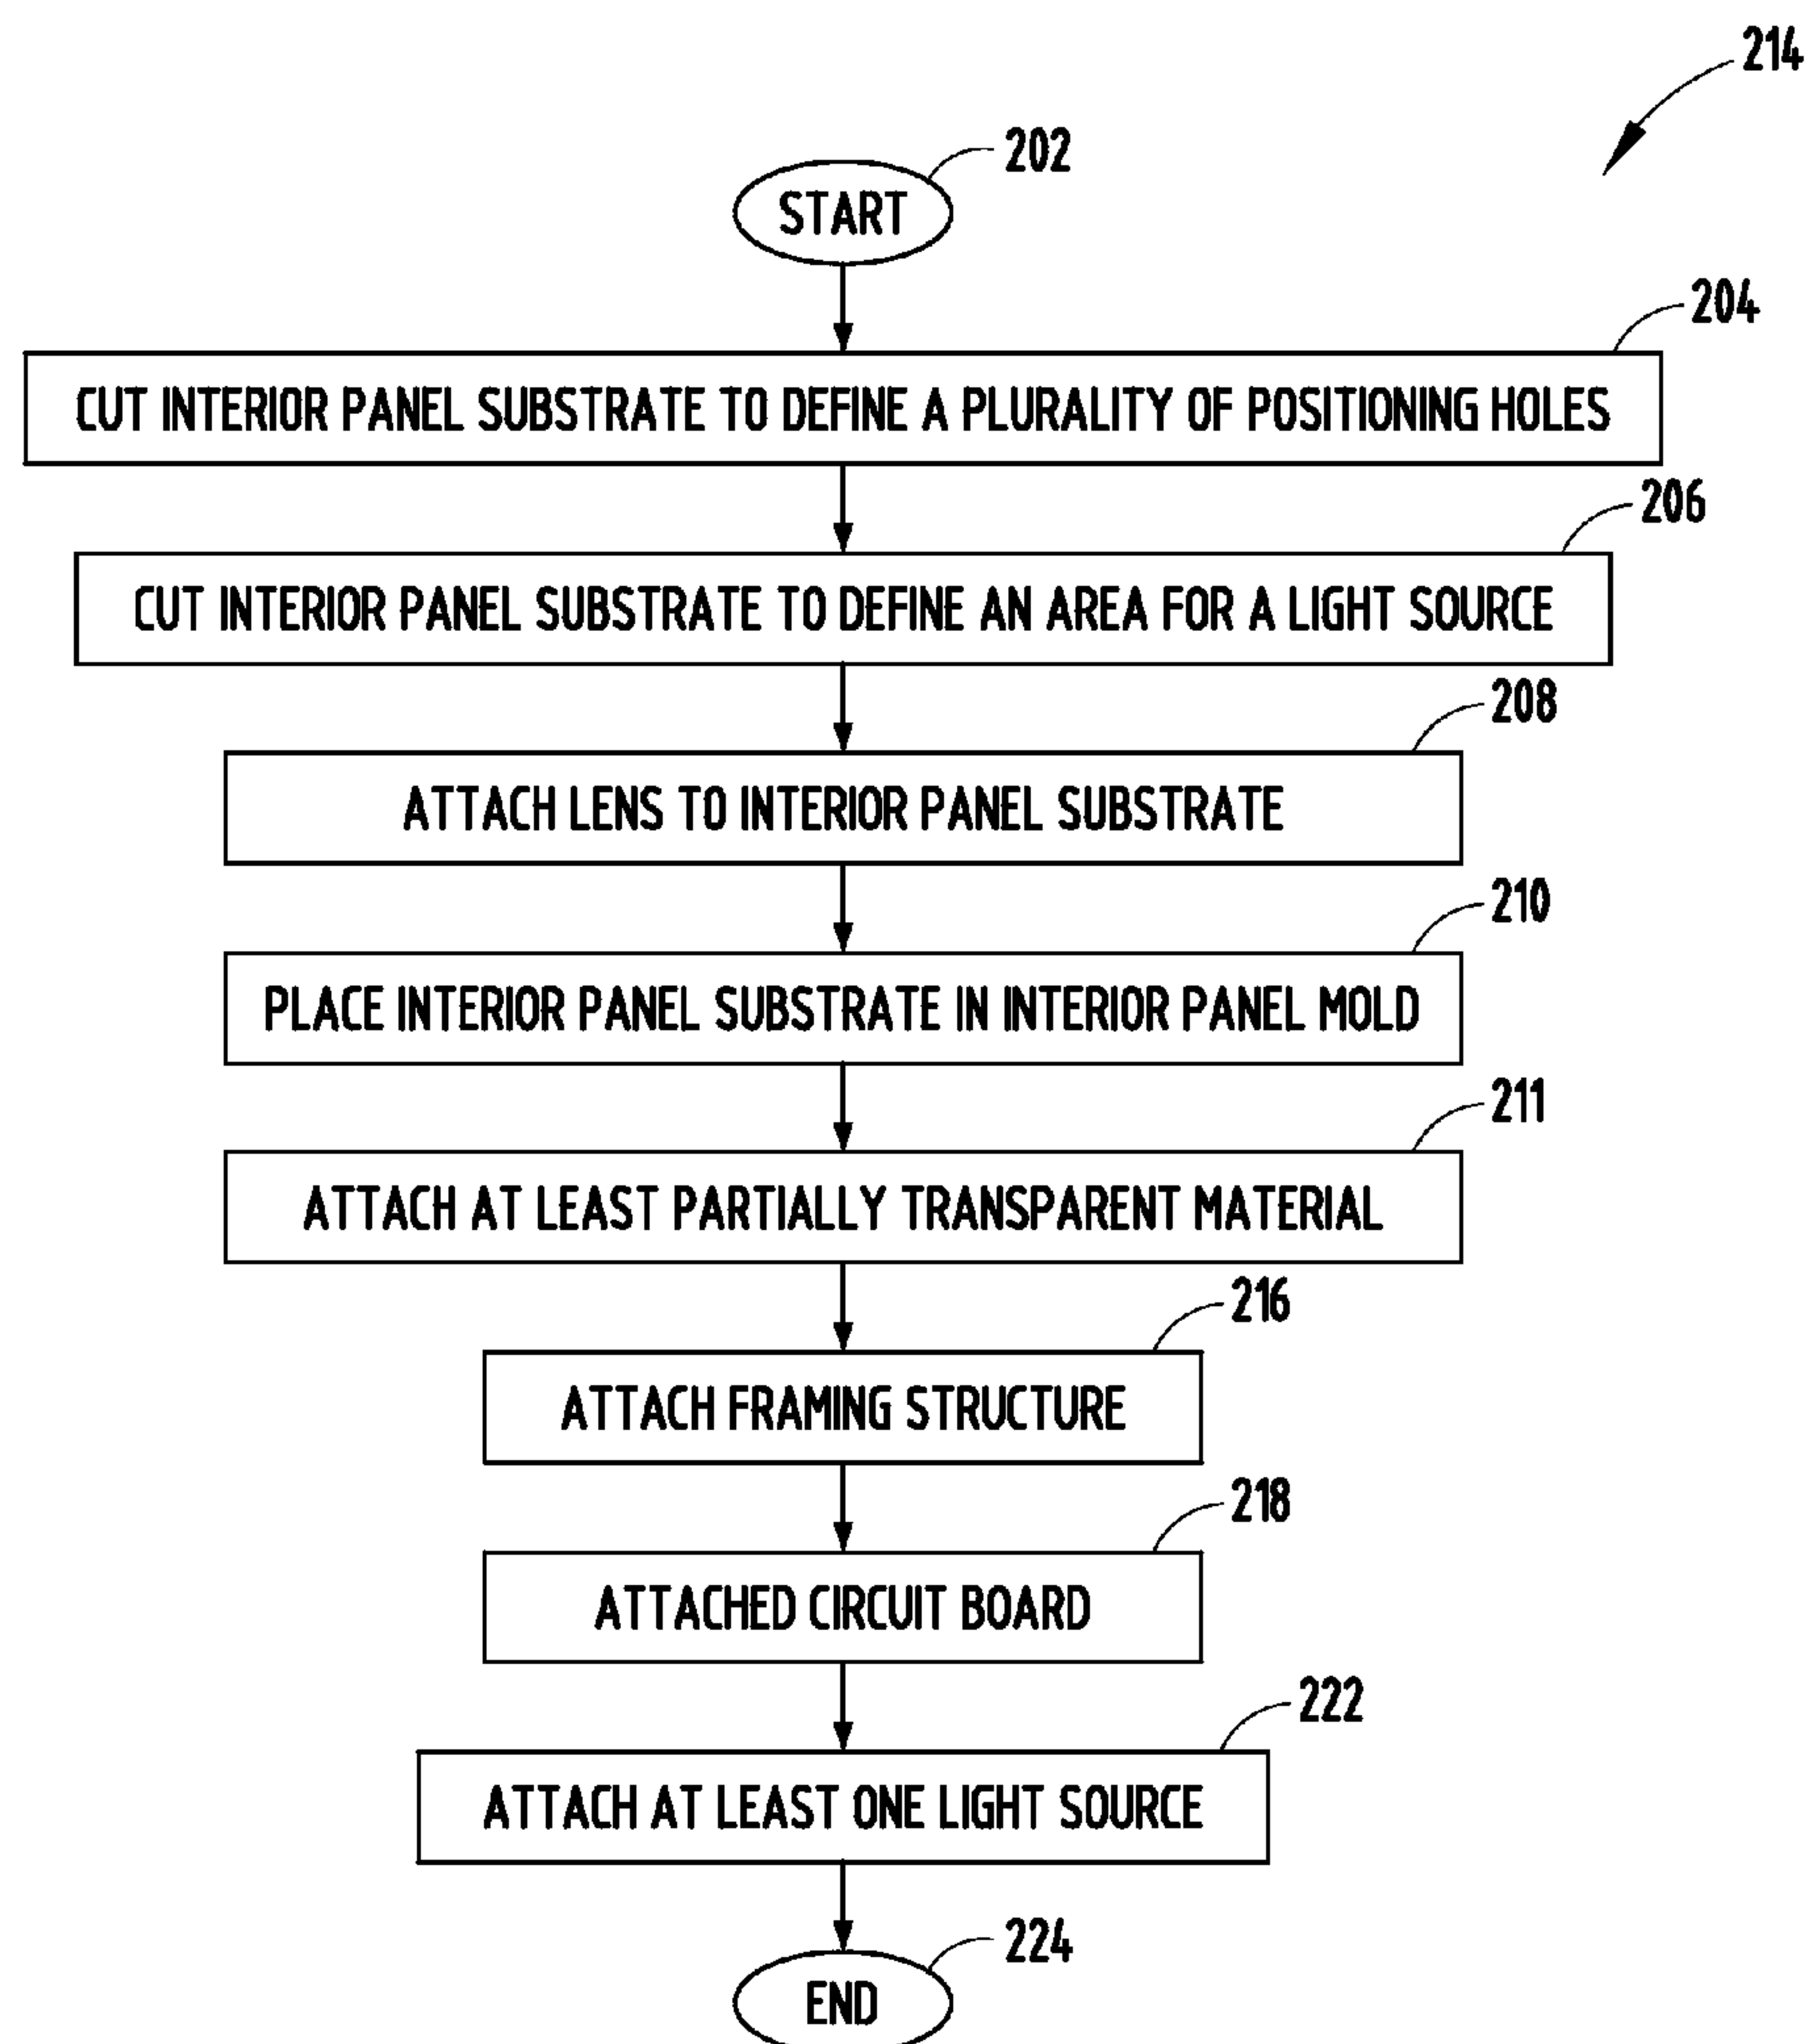 214
202
START
204
CUT INTERIOR PANEL SUBSTRATE TO DEFINE A PLURALITY OF POSITIONING HOLES
206
CUT INTERIOR PANEL SUBSTRATE TO DEFINE AN AREA FOR A LIGHT SOURCE
208
ATTACH LENS TO INTERIOR PANEL SUBSTRATE
210
PLACE INTERIOR PANEL SUBSTRATE IN INTERIOR PANEL MOLD
211
ATTACH AT LEAST PARTIALLY TRANSPARENT MATERIAL
216
ATTACH FRAMING STRUCTURE
218
ATTACHED CIRCUIT BOARD
222
ATTACH AT LEAST ONE LIGHT SOURCE
224
END